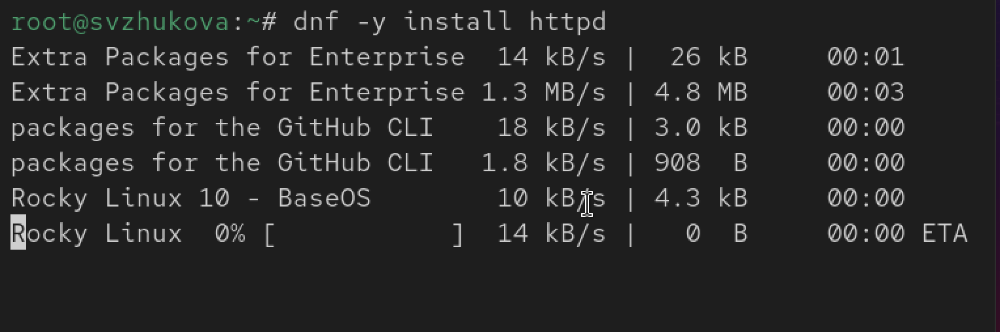 root@svzhukova:~# dnf -y install httpd
Extra Packages for Enterprise  14 kB/s |  26 kB     00:01
Extra Packages for Enterprise 1.3 MB/s | 4.8 MB     00:03
packages for the GitHub CLI    18 kB/s | 3.0 kB     00:00
packages for the GitHub CLI   1.8 kB/s | 908  B     00:00
Rocky Linux 10 - BaseOS        10 kB/s | 4.3 kB     00:00
Rocky Linux  0% [           ]  14 kB/s |   0  B     00:00 ETA